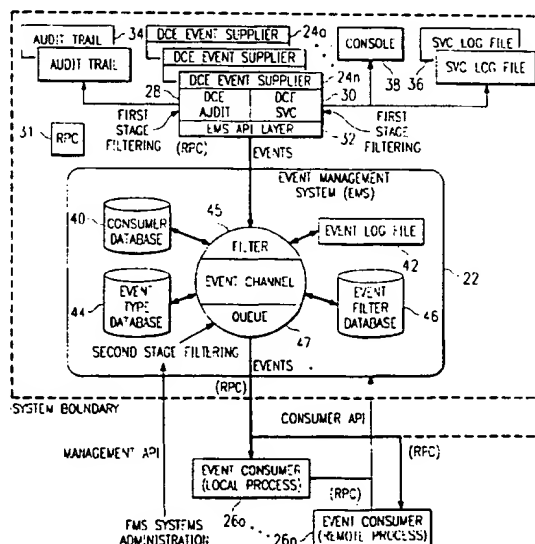 AUDIT TRAIL
34
AUDIT TRAIL
DCE EVENT SUPPLIER
24a
DCE EVENT SUPPLIER
DCE EVENT SUPPLIER
24n
CONSOLE
38
SVC LOG FILE
36
SVC LOG FILE
28
DCE
AUDIT
DCE
SVC
30
EMS API LAYER
32
31
RPC
FIRST
STAGE
FILTERING
FIRST
STAGE
FILTERING
(RPC)
EVENTS
EVENT MANAGEMENT
SYSTEM (EMS)
40
CONSUMER
DATABASE
45
FILTER
EVENT LOG FILE
42
22
EVENT CHANNEL
44
EVENT
TYPE
DATABASE
QUEUE
47
EVENT
FILTER
DATABASE
46
SECOND STAGE FILTERING
EVENTS
(RPC)
SYSTEM BOUNDARY
CONSUMER API
MANAGEMENT API
(RPC)
EVENT CONSUMER
(LOCAL PROCESS)
26a
(RPC)
EMS SYSTEMS
ADMINISTRATION
26n
EVENT CONSUMER
(REMOTE PROCESS)